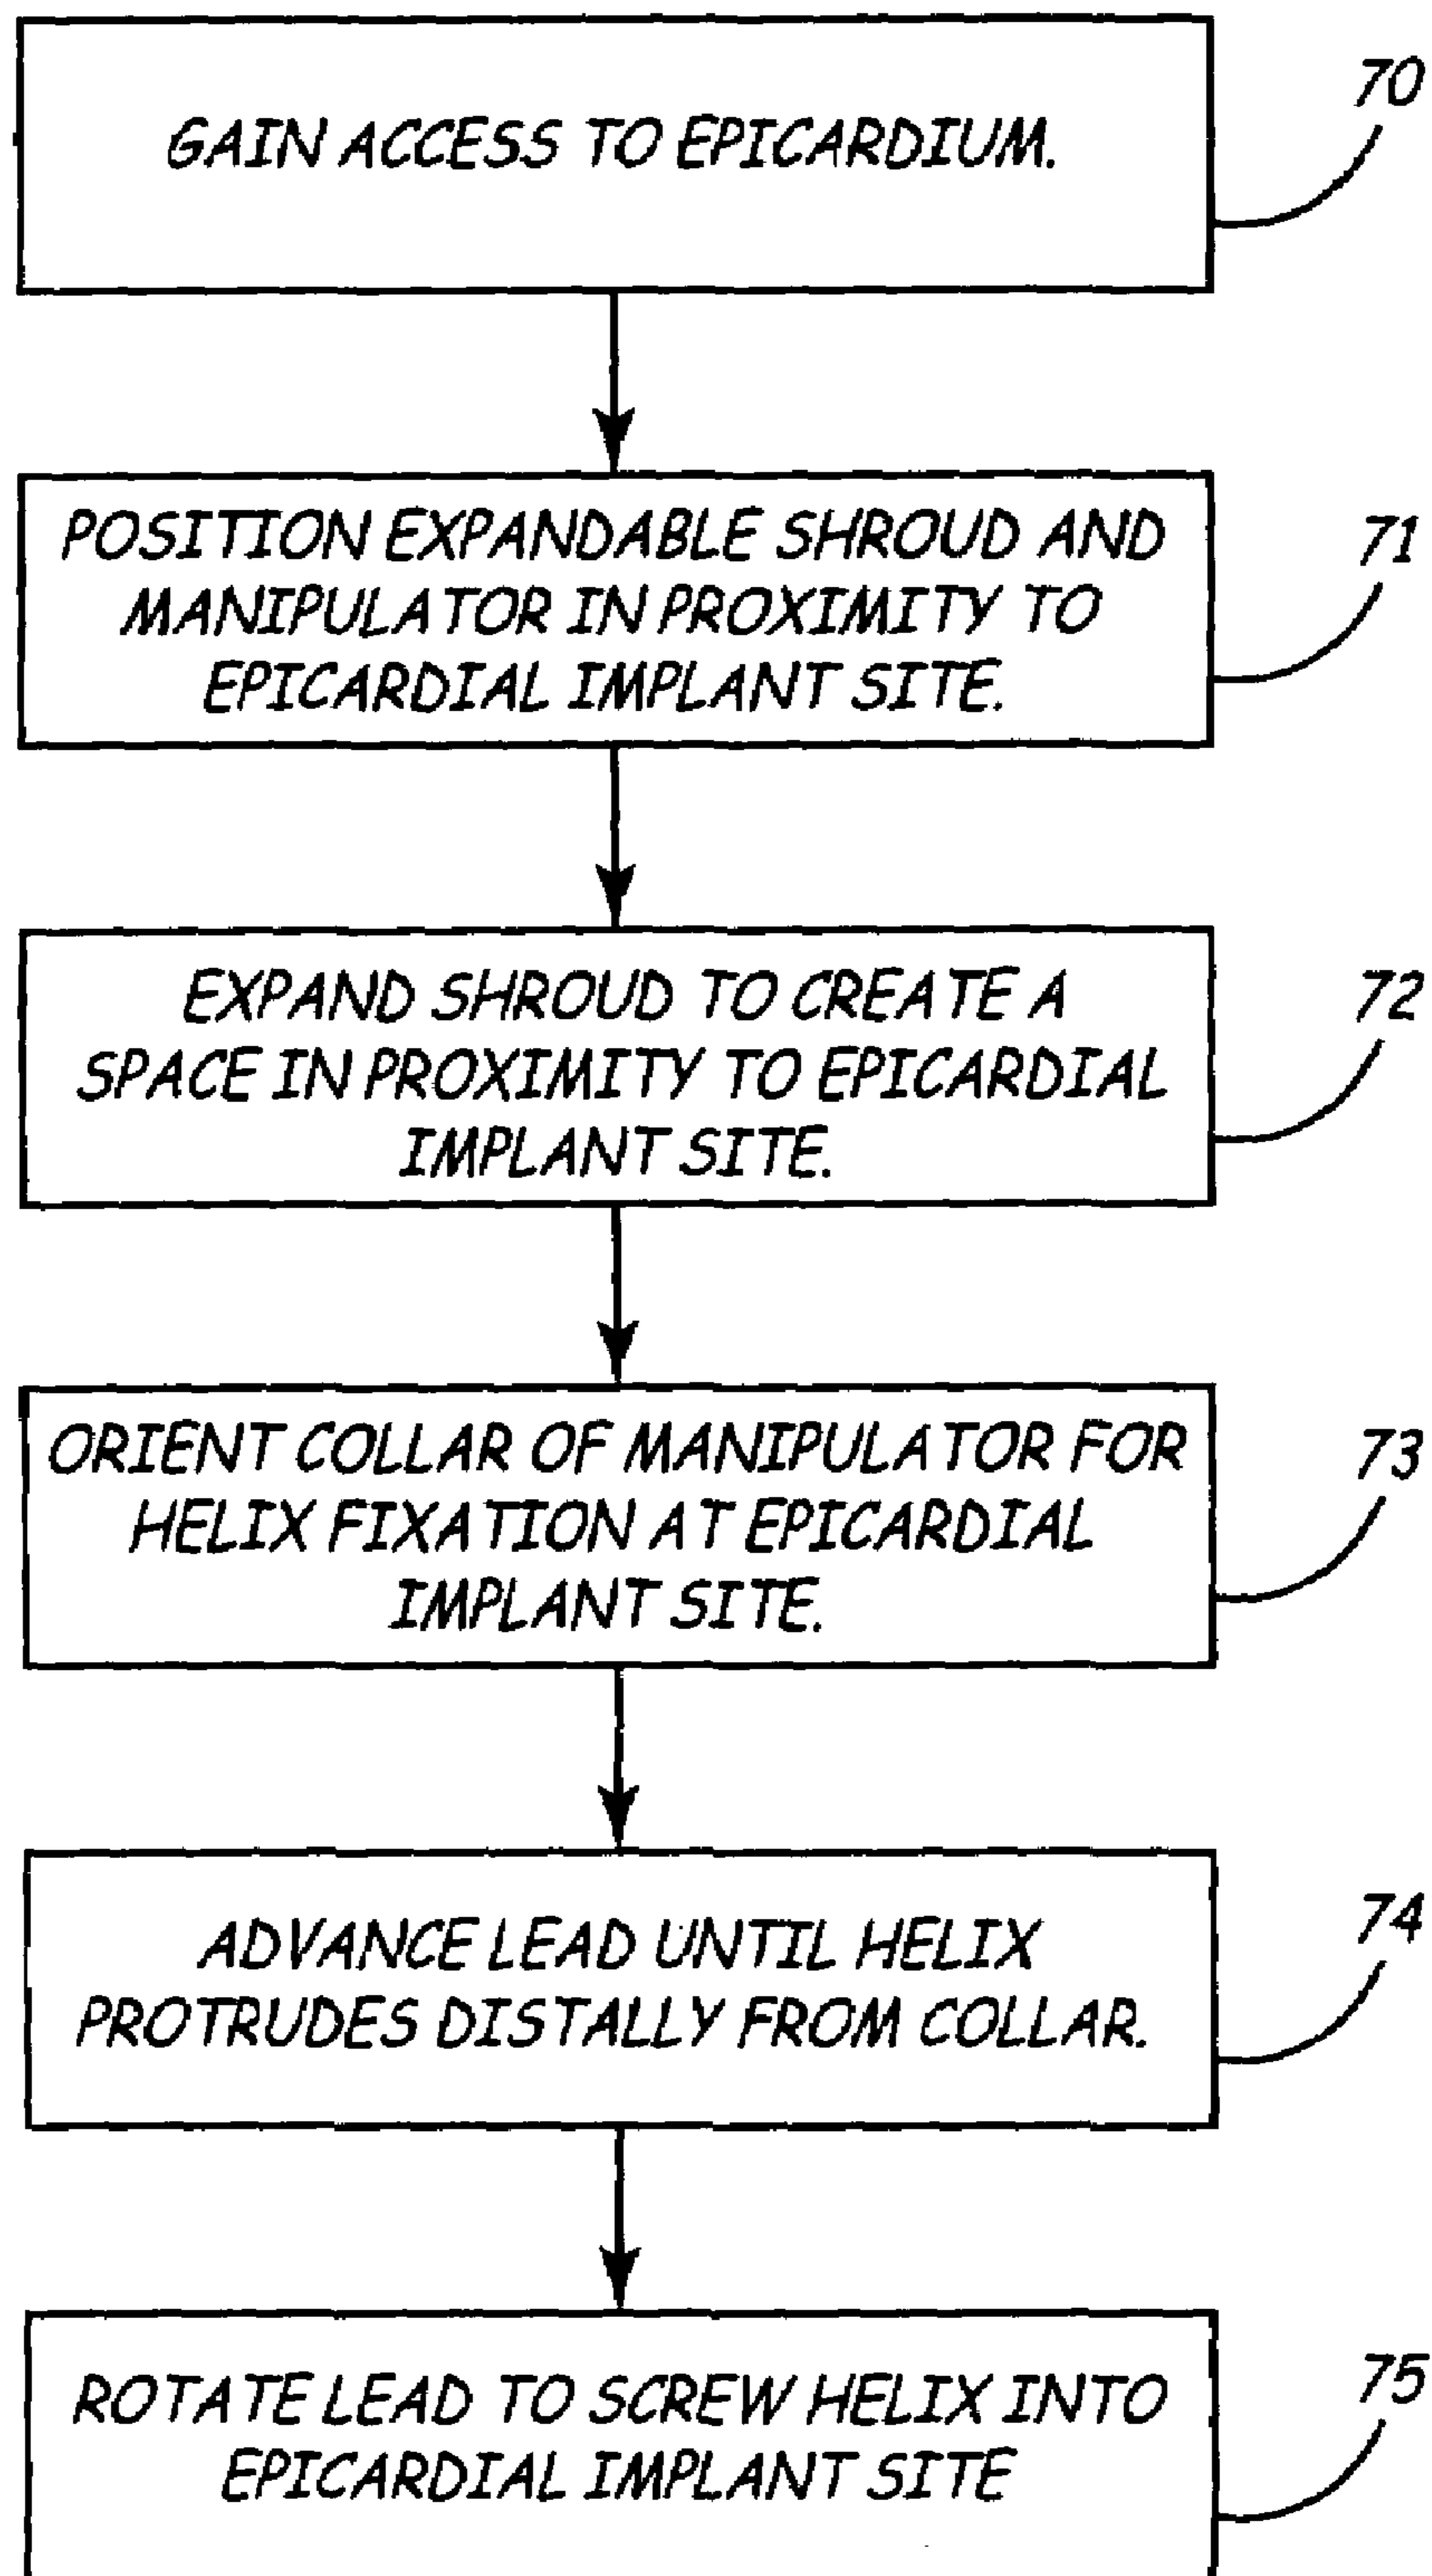 GAIN ACCESS TO EPICARDIUM.
70
POSITION EXPANDABLE SHROUD AND
MANIPULATOR IN PROXIMITY TO
EPICARDIAL IMPLANT SITE.
71
EXPAND SHROUD TO CREATE A
SPACE IN PROXIMITY TO EPICARDIAL
IMPLANT SITE.
72
ORIENT COLLAR OF MANIPULATOR FOR
HELIX FIXATION AT EPICARDIAL
IMPLANT SITE.
73
ADVANCE LEAD UNTIL HELIX
PROTRUDES DISTALLY FROM COLLAR.
74
ROTATE LEAD TO SCREW HELIX INTO
EPICARDIAL IMPLANT SITE
75